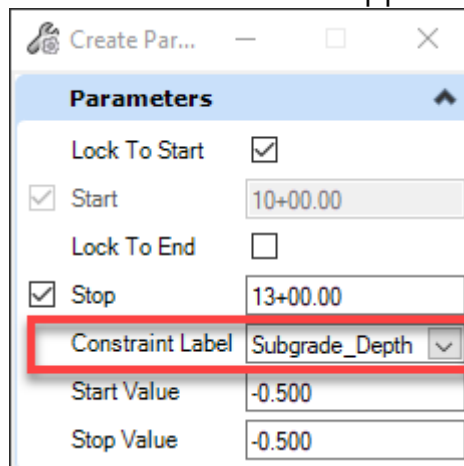 Create Par...
Parameters
Lock To Start
Start 10+00.00
Lock To End
Stop 13+00.00
Constraint Label Subgrade_Depth
Start Value -0.500
Stop Value -0.500